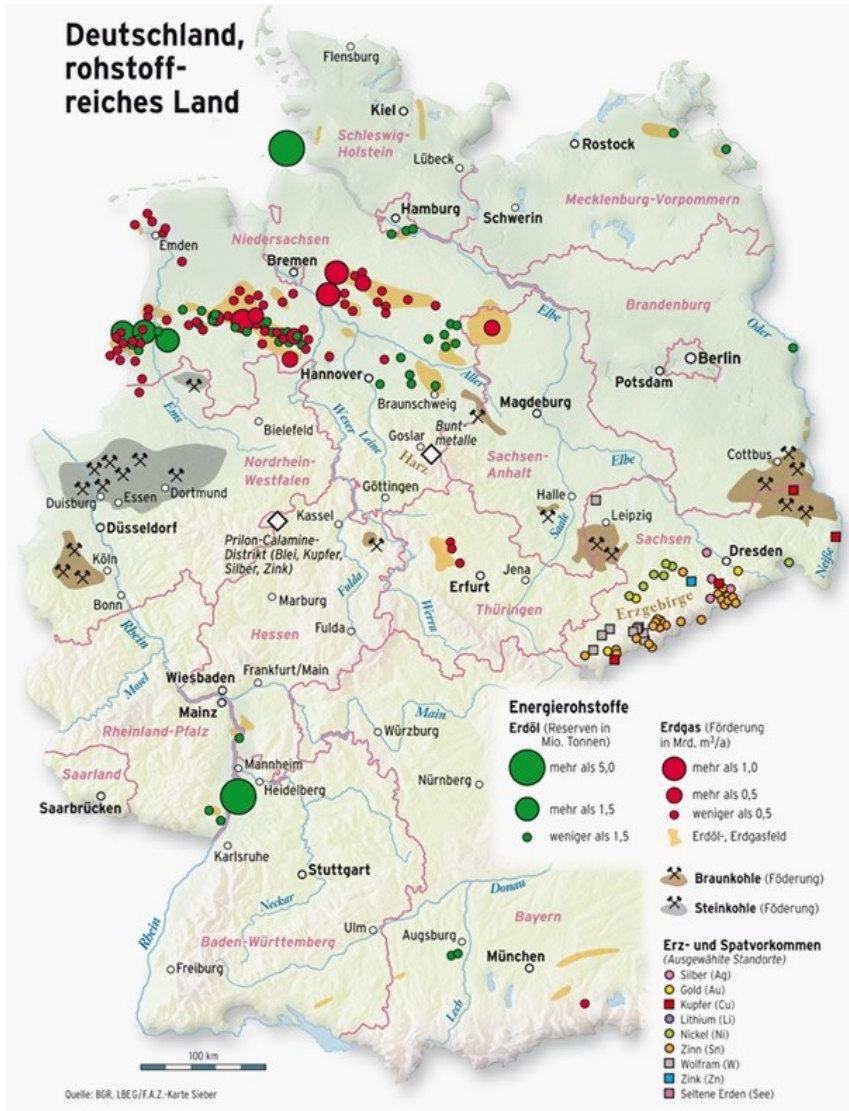 Deutschland,
rohstoff-
reiches Land
Flensburg
Kiel
Schleswig-
Holstein
Rostock
Lübeck
Mecklenburg-Vorpommern
Hamburg
Schwerin
Emden
Niedersachsen
Bremen
Elbe
Brandenburg
Oder
Berlin
Potsdam
Hannover
Aller
Braunschweig
Magdeburg
Ems
Weser
Leine
Bielefeld
Goslar
Bunt-
metalle
Harz
Sachsen-
Anhalt
Elbe
Cottbus
Nordrhein-
Westfalen
Duisburg
Essen
Dortmund
Göttingen
Halle
Saale
Leipzig
Düsseldorf
Kassel
Prilon-Calamine-
Distrikt (Blei, Kupfer,
Silber, Zink)
Sachsen
Dresden
Neiße
Köln
Bonn
Fulda
Erfurt
Jena
Thüringen
Erzgebirge
Marburg
Werra
Rhein
Hessen
Fulda
Mosel
Wiesbaden
Frankfurt/Main
Mainz
Main
Rheinland-Pfalz
Würzburg
Saarland
Mannheim
Heidelberg
Nürnberg
Saarbrücken
Karlsruhe
Stuttgart
Neckar
Donau
Rhein
Ulm
Augsburg
Bayern
Baden-Württemberg
München
Freiburg
Lech
Energierohstoffe
Erdöl (Reserven in
Mio. Tonnen)
mehr als 5,0
mehr als 1,5
weniger als 1,5
Erdgas (Förderung
in Mrd. m³/a)
mehr als 1,0
mehr als 0,5
weniger als 0,5
Erdöl-, Erdgasfeld
Braunkohle (Föderung)
Steinkohle (Föderung)
Erz- und Spatvorkommen
(Ausgewählte Standorte)
Silber (Ag)
Gold (Au)
Kupfer (Cu)
Lithium (Li)
Nickel (Ni)
Zinn (Sn)
Wolfram (W)
Zink (Zn)
Seltene Erden (See)
100 km
Quelle: BGR, LBEG/F.A.Z.-Karte Sieber